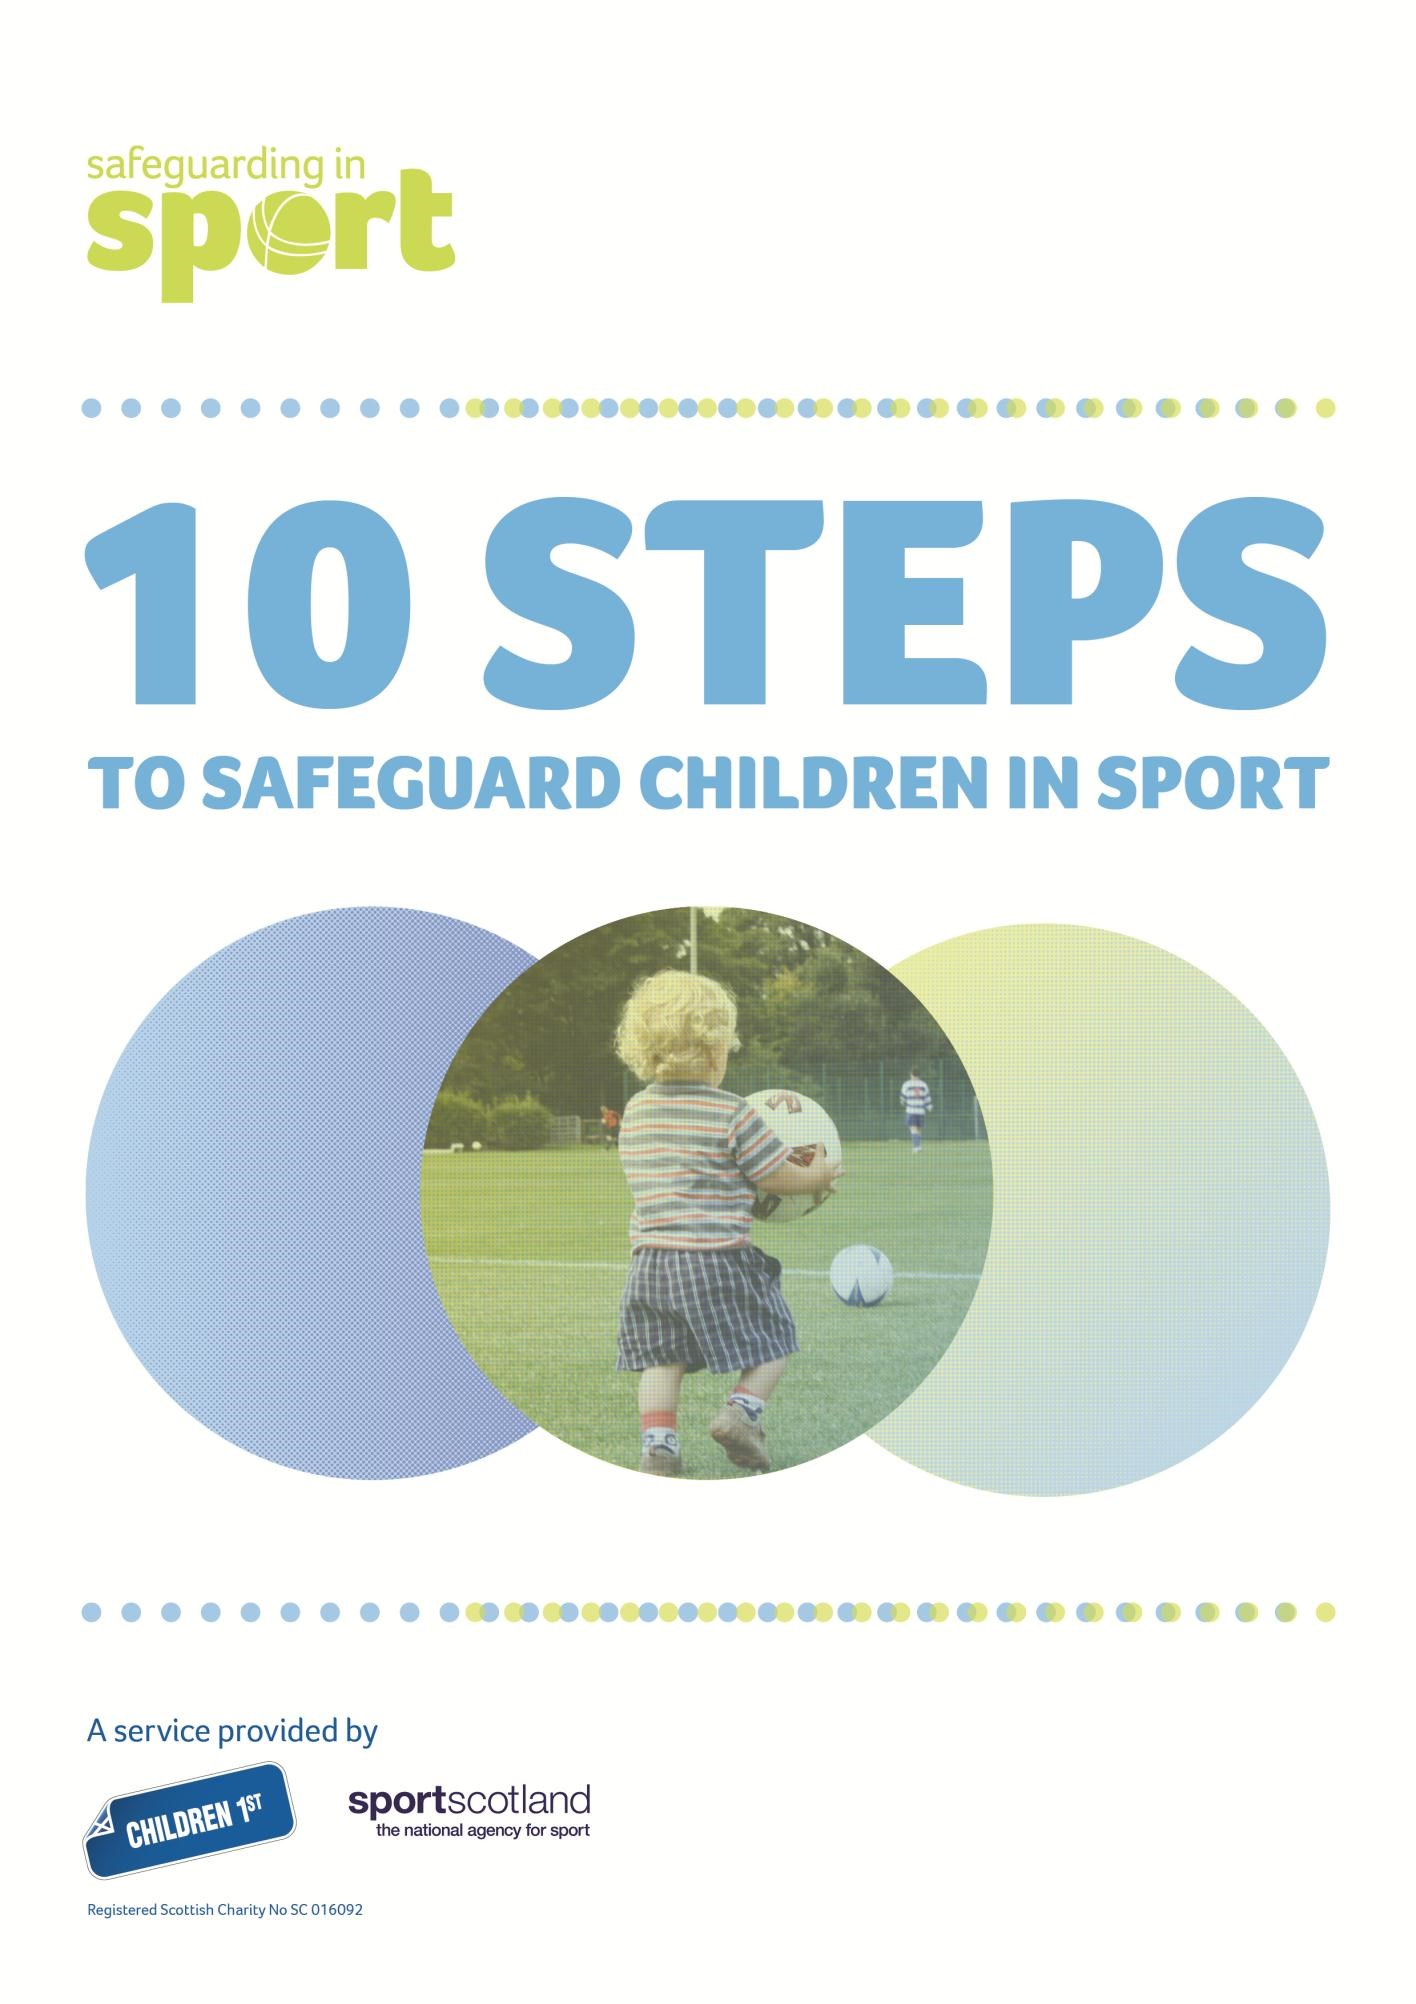 safeguarding in
sport
10 STEPS
TO SAFEGUARD CHILDREN IN SPORT
A service provided by
CHILDREN 1ST
sportscotland
the national agency for sport
Registered Scottish Charity No SC 016092